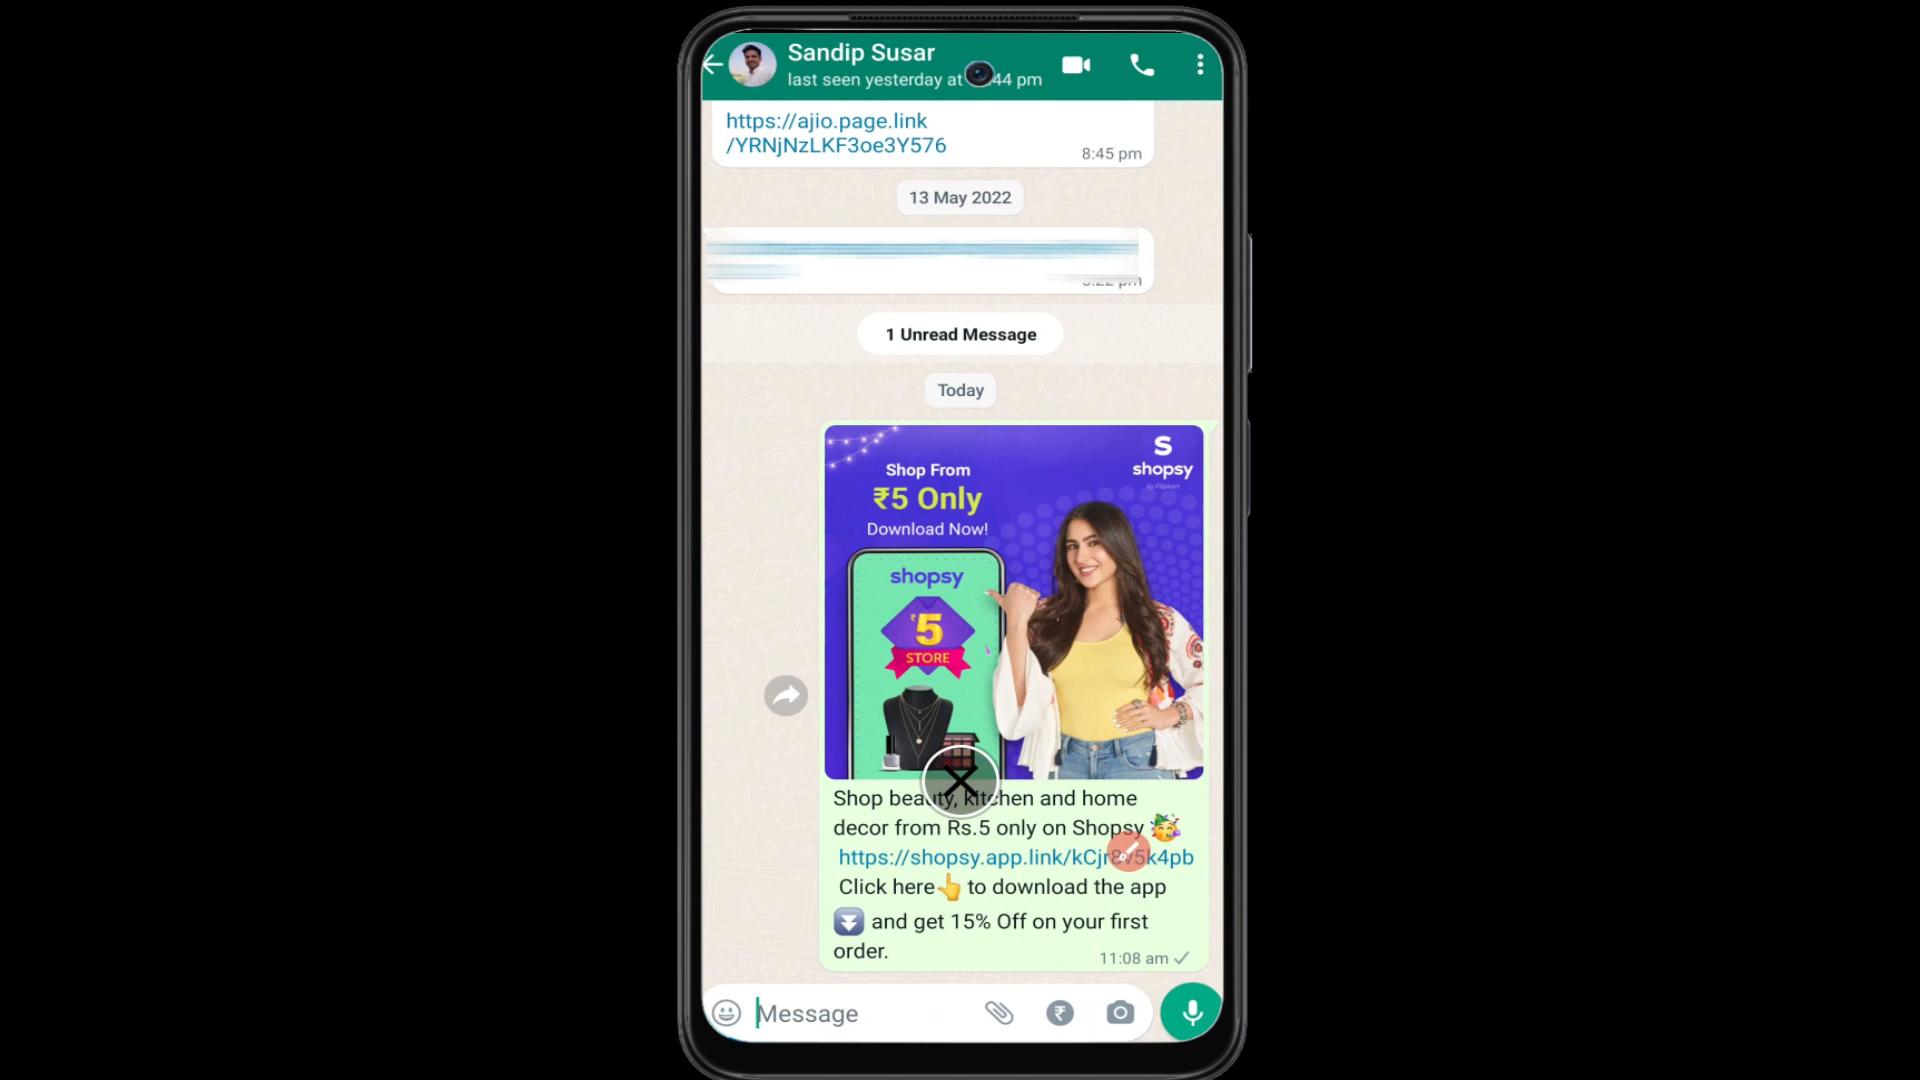 Sandip Susar
last seen yesterday at 44 pm
https://ajio.page.link
/YRNjNzLKF3oe3Y576
8:45 pm
13 May 2022
1 Unread Message
Today
S
shopsy
by Flipkart
Shop From
₹5 Only
Download Now!
shopsy
₹5
STORE
Shop beauty, kitchen and home
decor from Rs.5 only on Shopsy 🥳
https://shopsy.app.link/kCjr8v5k4pb
Click here👆 to download the app
⏬ and get 15% Off on your first
order.
11:08 am
Message